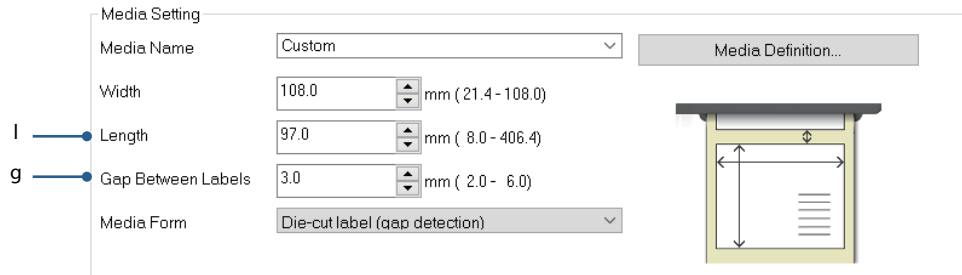 Media Setting
Media Name Custom Media Definition...
Width 108.0 mm ( 21.4 - 108.0)
l Length 97.0 mm ( 8.0 - 406.4)
g Gap Between Labels 3.0 mm ( 2.0 - 6.0)
Media Form Die-cut label (gap detection)